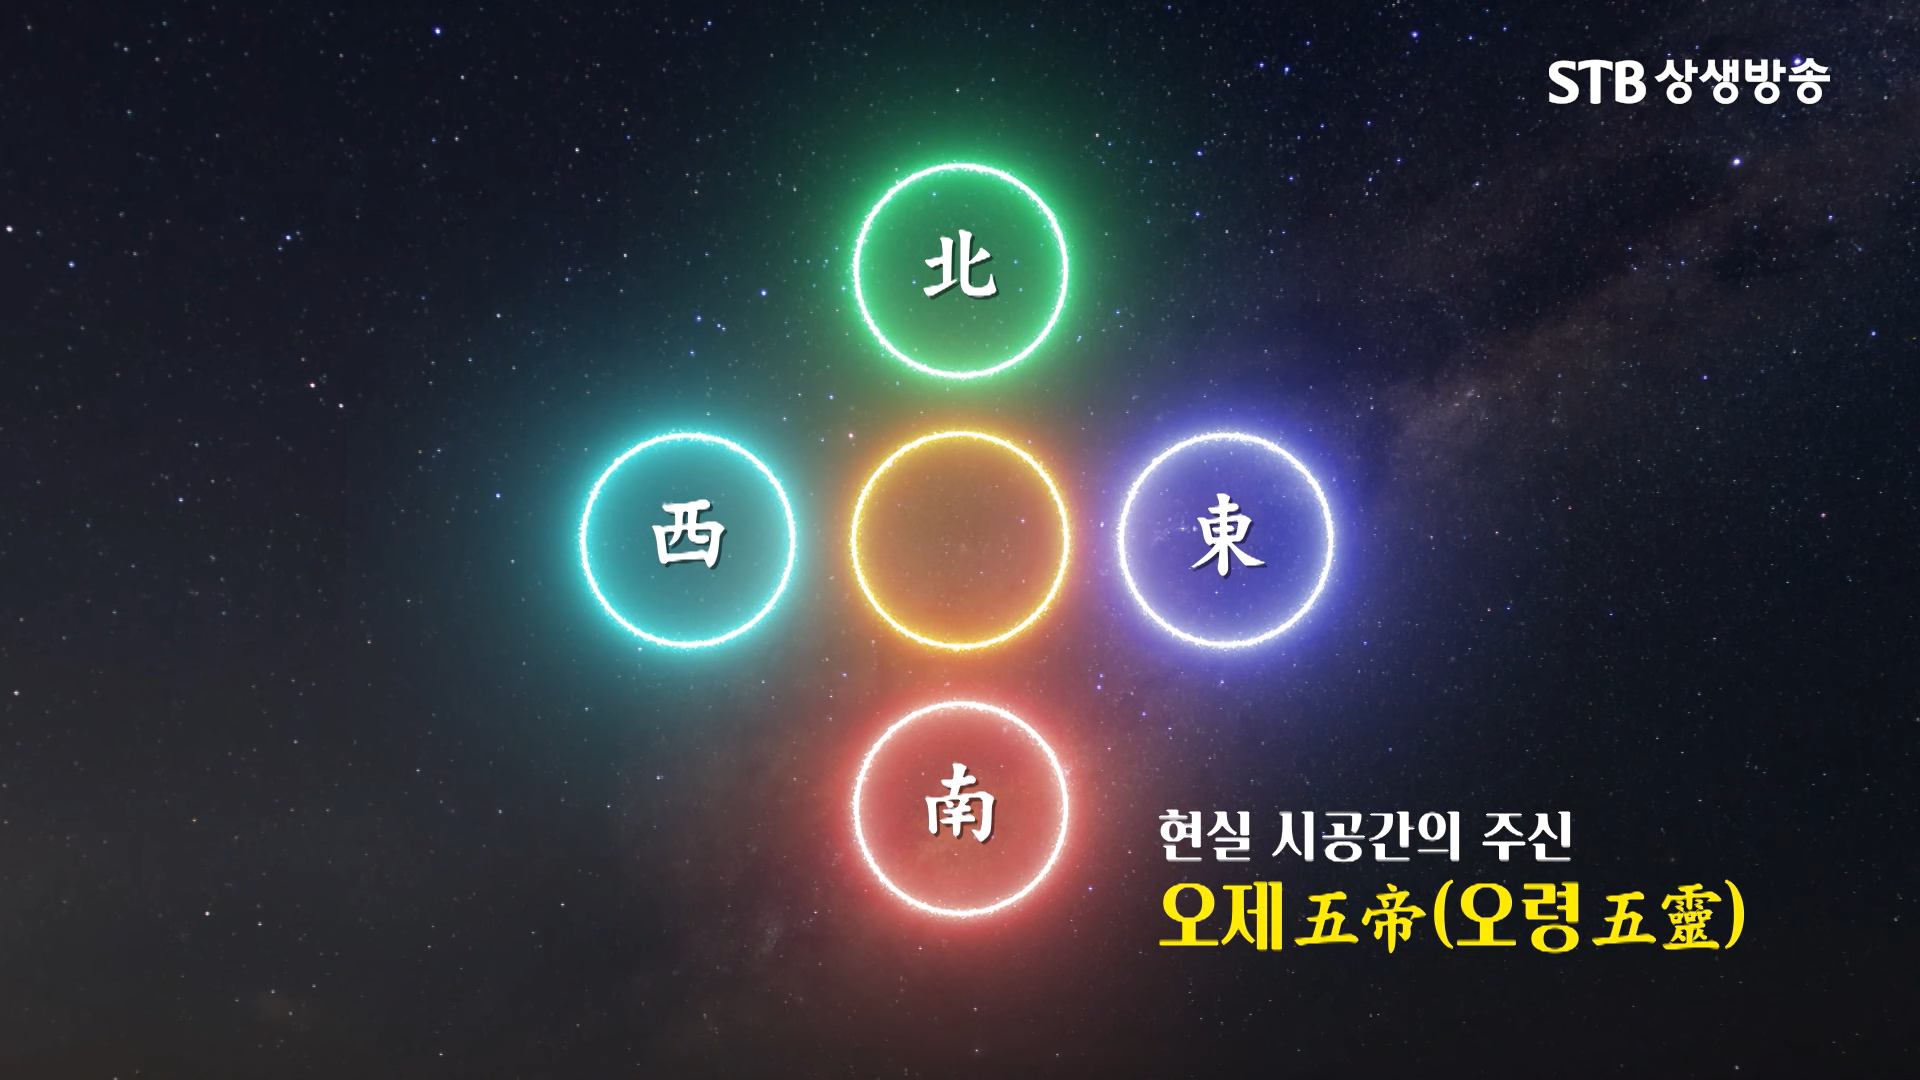 STB 상생방송
北
西
東
南
현실 시공간의 주신
오제五帝(오령五靈)